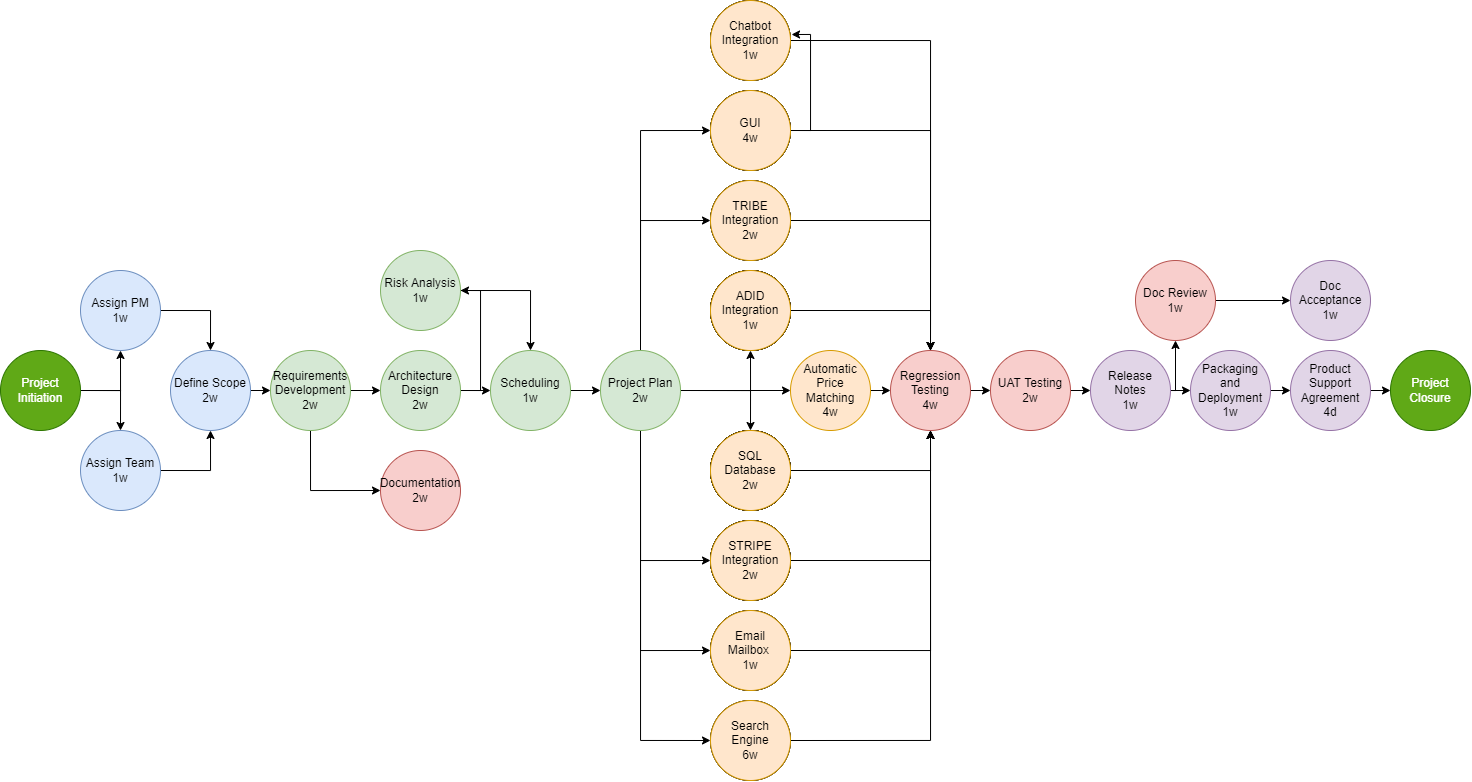 Project
Initiation
Assign PM
1w
Assign Team
1w
Define Scope
2w
Requirements
Development
2w
Risk Analysis
1w
Architecture
Design
2w
Documentation
2w
Scheduling
1w
Project Plan
2w
Chatbot
Integration
1w
GUI
4w
TRIBE
Integration
2w
ADID
Integration
1w
Automatic
Price
Matching
4w
SQL
Database
2w
STRIPE
Integration
2w
Email
Mailbox
1w
Search
Engine
6w
Regression
Testing
4w
UAT Testing
2w
Release
Notes
1w
Doc Review
1w
Doc
Acceptance
1w
Packaging
and
Deployment
1w
Product
Support
Agreement
4d
Project
Closure